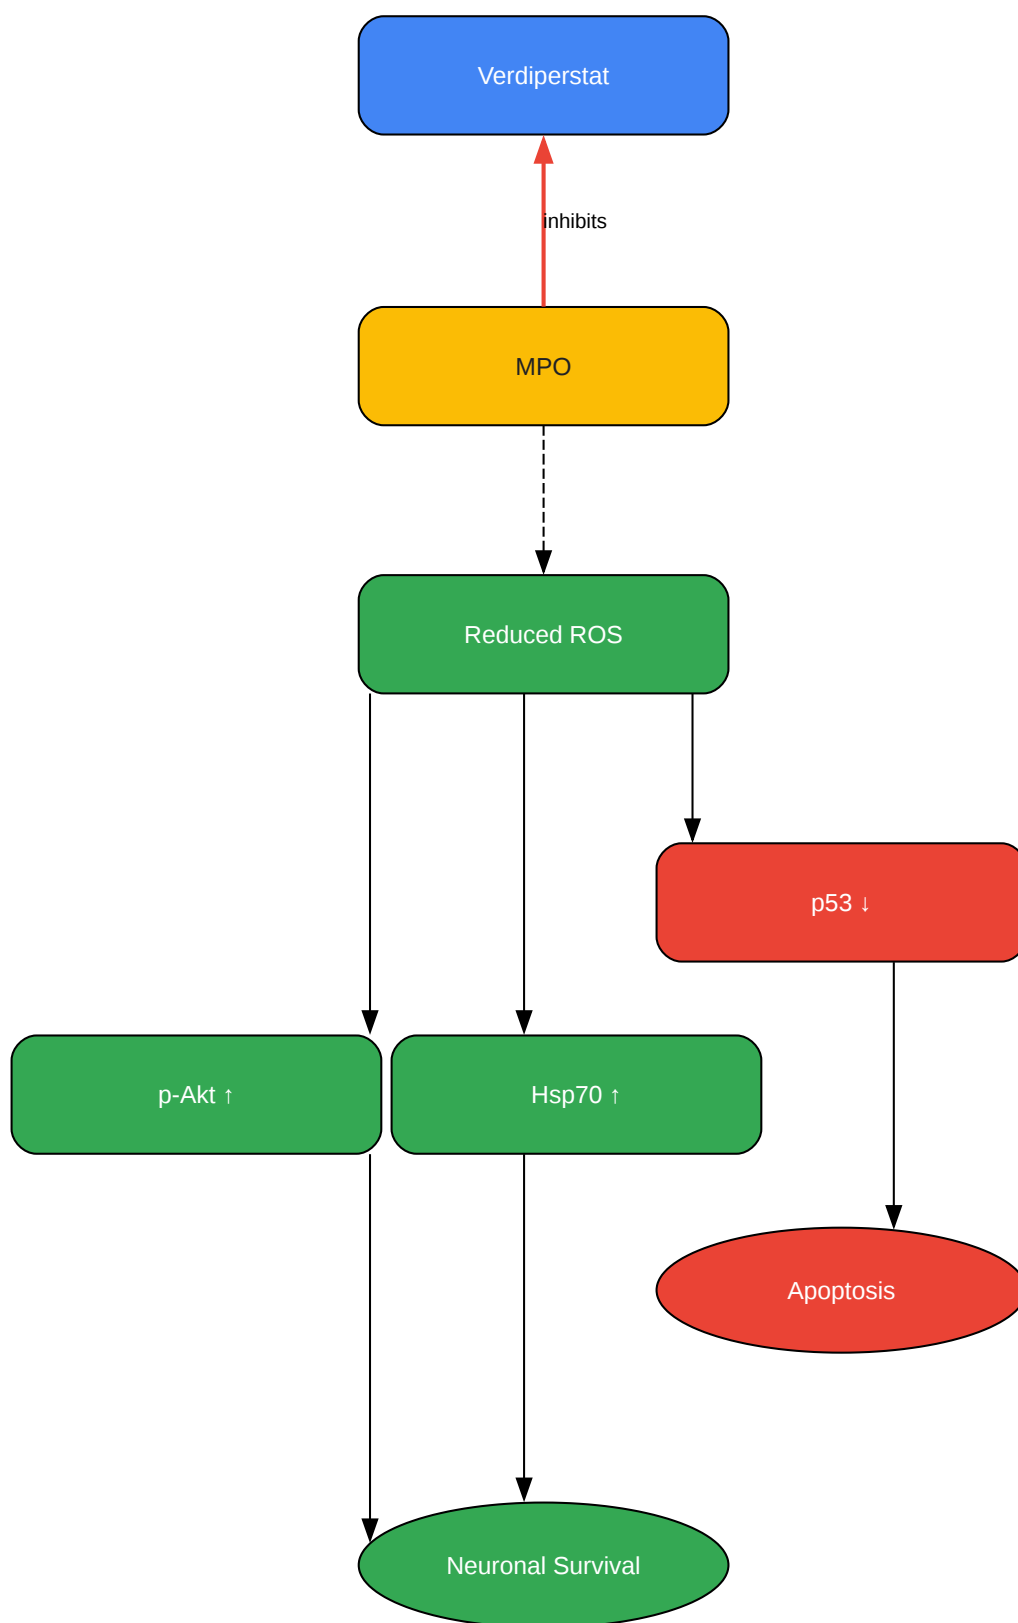 Verdiperstat
inhibits
MPO
Reduced ROS
p53 ↓
p-Akt ↑
Hsp70 ↑
Apoptosis
Neuronal Survival